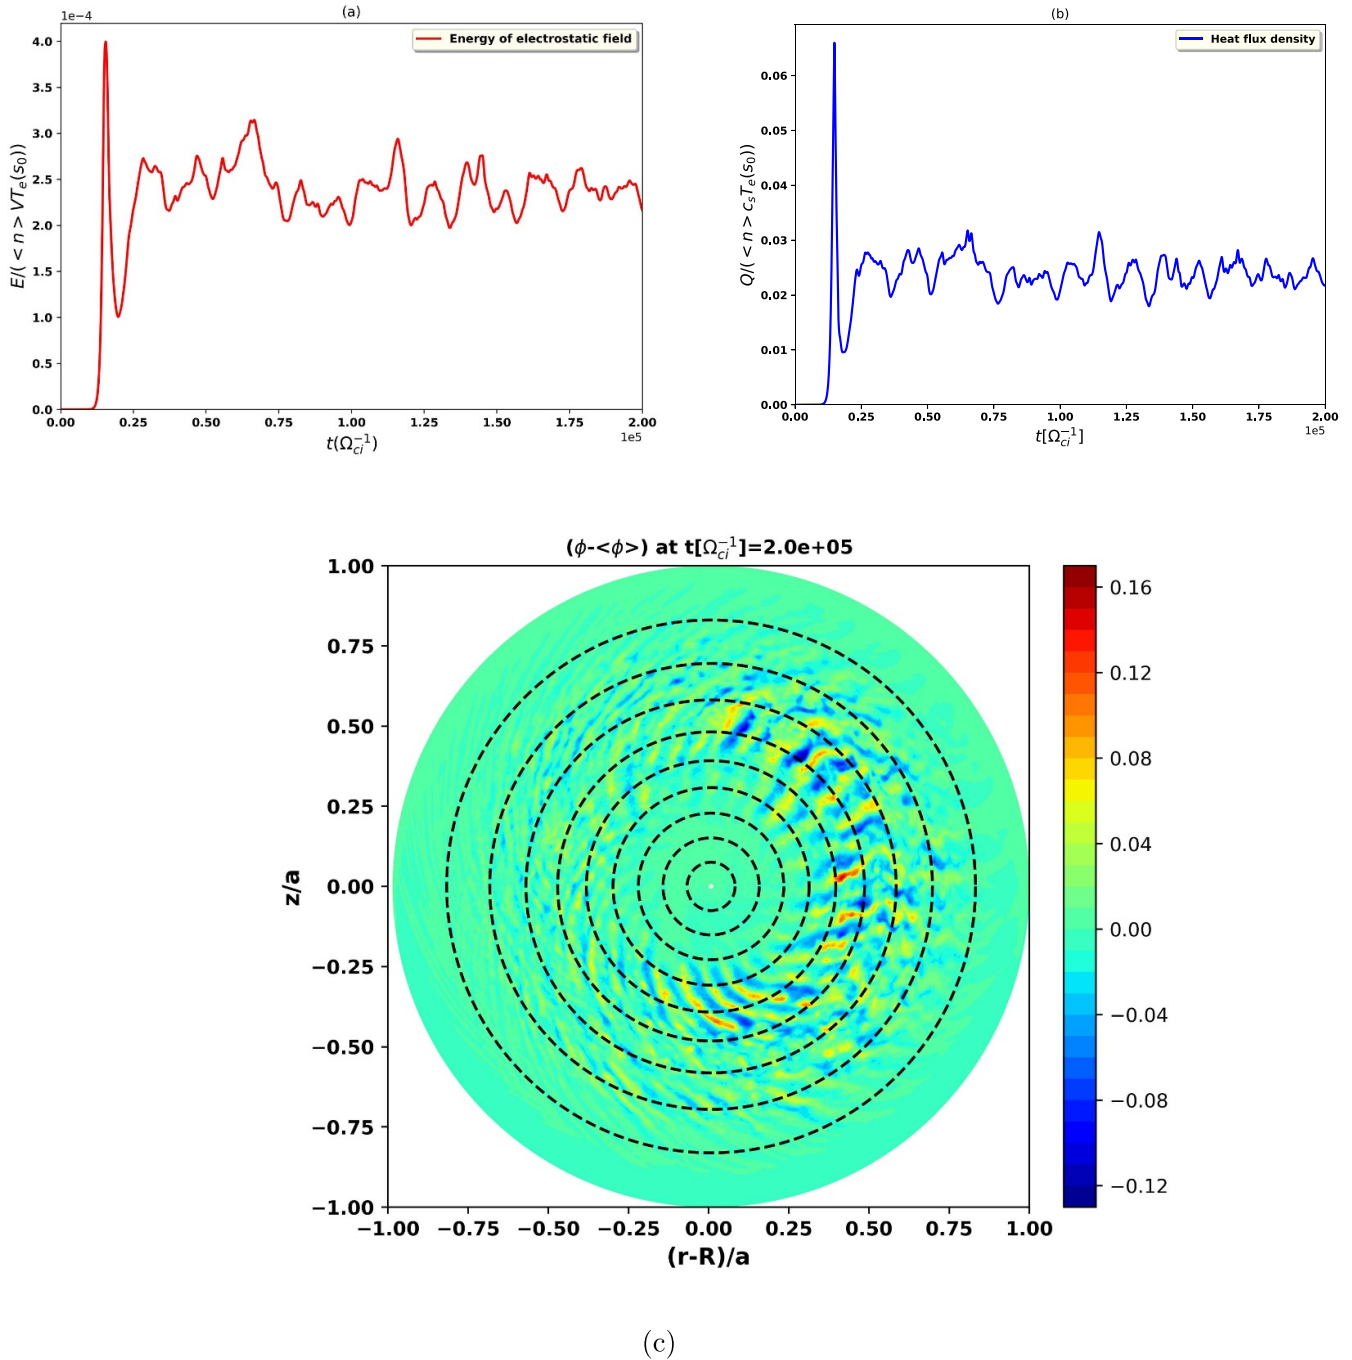 (a)
1e−4
Energy of electrostatic field
4.0
3.5
3.0
2.5
2.0
1.5
1.0
0.5
0.0
E/(<n>VT_e(s_0))
0.00 0.25 0.50 0.75 1.00 1.25 1.50 1.75 2.00
1e5
t(Ω_{ci}^{−1})
(b)
Heat flux density
0.06
0.05
0.04
0.03
0.02
0.01
0.00
Q/(<n>c_sT_e(s_0))
0.00 0.25 0.50 0.75 1.00 1.25 1.50 1.75 2.00
1e5
t[Ω_{ci}^{−1}]
(ϕ-<ϕ>) at t[Ω_{ci}^{−1}]=2.0e+05
1.00
0.75
0.50
0.25
0.00
−0.25
−0.50
−0.75
−1.00
z/a
−1.00 −0.75 −0.50 −0.25 0.00 0.25 0.50 0.75 1.00
(r-R)/a
0.16
0.12
0.08
0.04
0.00
−0.04
−0.08
−0.12
(c)